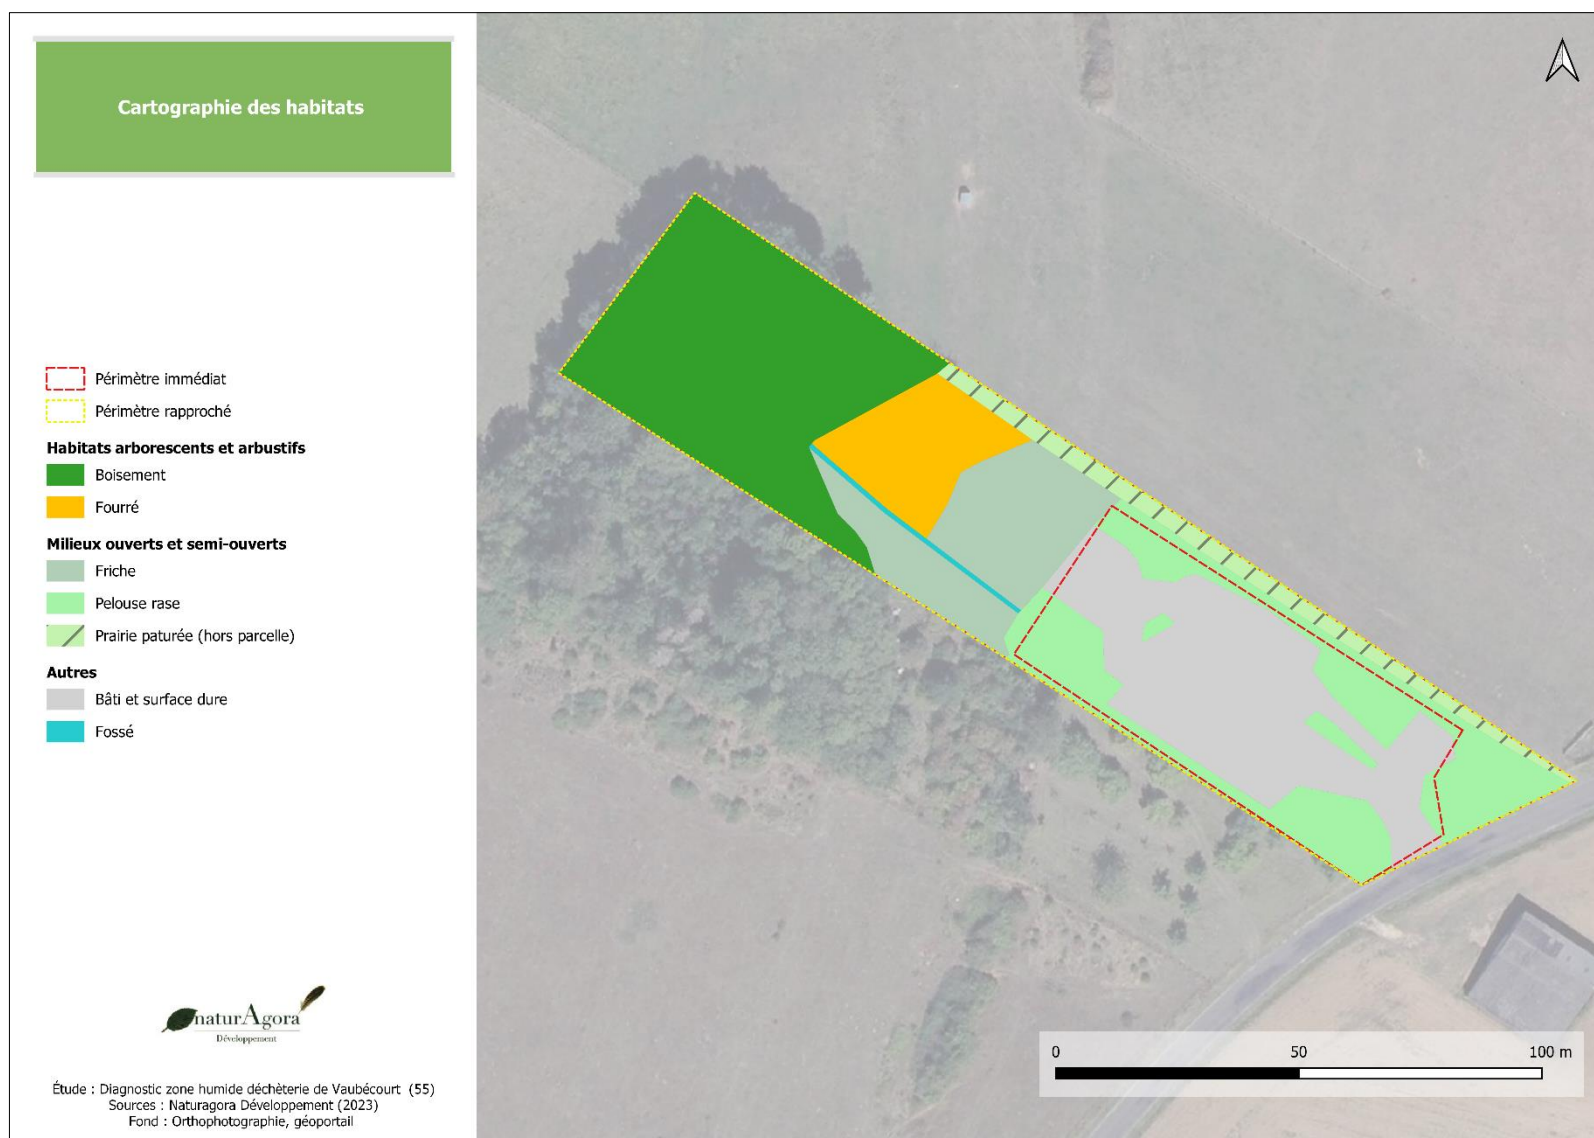 Cartographie des habitats
Périmètre immédiat
Périmètre rapproché
Habitats arborescents et arbustifs
Boisement
Fourré
Milieux ouverts et semi-ouverts
Friche
Pelouse rase
Prairie paturée (hors parcelle)
Autres
Bâti et surface dure
Fossé
naturAgora
Développement
Étude : Diagnostic zone humide déchèterie de Vaubécourt (55)
Sources : Naturagora Développement (2023)
Fond : Orthophotographie, géoportail
0 50 100 m